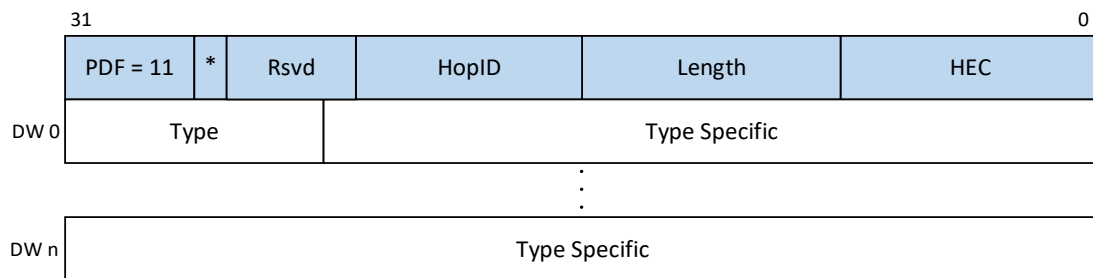 31 0
PDF = 11 * Rsvd HopID Length HEC
DW 0 Type Type Specific
DW n Type Specific